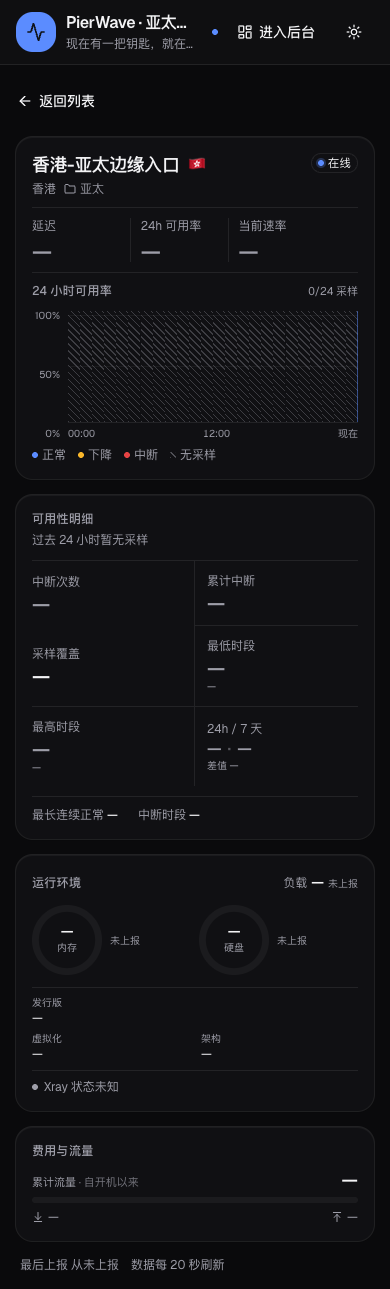 PierWave · 亚太...
现在有一把钥匙，就在...
进入后台
返回列表
香港-亚太边缘入口
在线
香港 亚太
延迟 24h 可用率 当前速率
— — —
24 小时可用率 0/24 采样
100%
50%
0% 00:00 12:00 现在
正常 下降 中断 无采样
可用性明细
过去 24 小时暂无采样
中断次数 累计中断
— —
采样覆盖 最低时段
— —
—
最高时段 24h / 7 天
— — · —
— 差值 —
最长连续正常 — 中断时段 —
运行环境 负载 — 未上报
— 内存 未上报 — 硬盘 未上报
发行版
—
虚拟化 架构
— —
Xray 状态未知
费用与流量
累计流量 · 自开机以来 —
— —
最后上报 从未上报 数据每 20 秒刷新